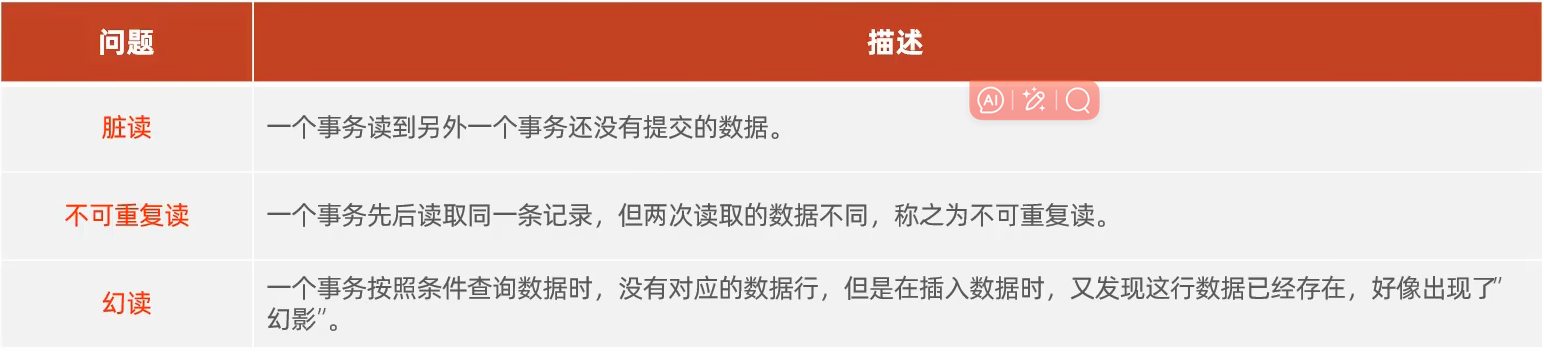 问题
描述
AI
脏读
一个事务读到另外一个事务还没有提交的数据。
不可重复读
一个事务先后读取同一条记录，但两次读取的数据不同，称之为不可重复读。
幻读
一个事务按照条件查询数据时，没有对应的数据行，但是在插入数据时，又发现这行数据已经存在，好像出现了”
幻影”。